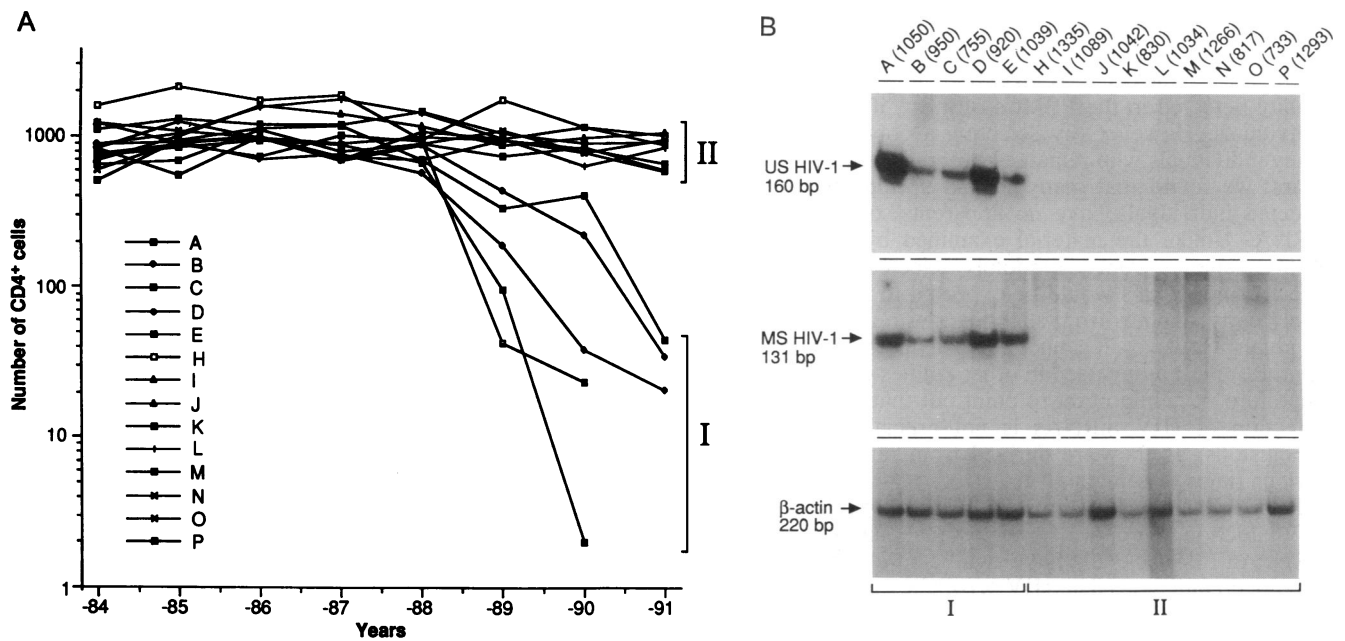 A
Number of CD4+ cells
1000
100
10
1
A
B
C
D
E
H
I
J
K
L
M
N
O
P
II
I
-84 -85 -86 -87 -88 -89 -90 -91
Years
B
A (1050) B (950) C (755) D (920) E (1039) H (1335) I (1089) J (1042) K (830) L (1034) M (1266) N (817) O (733) P (1293)
US HIV-1
160 bp
MS HIV-1
131 bp
β-actin
220 bp
I II